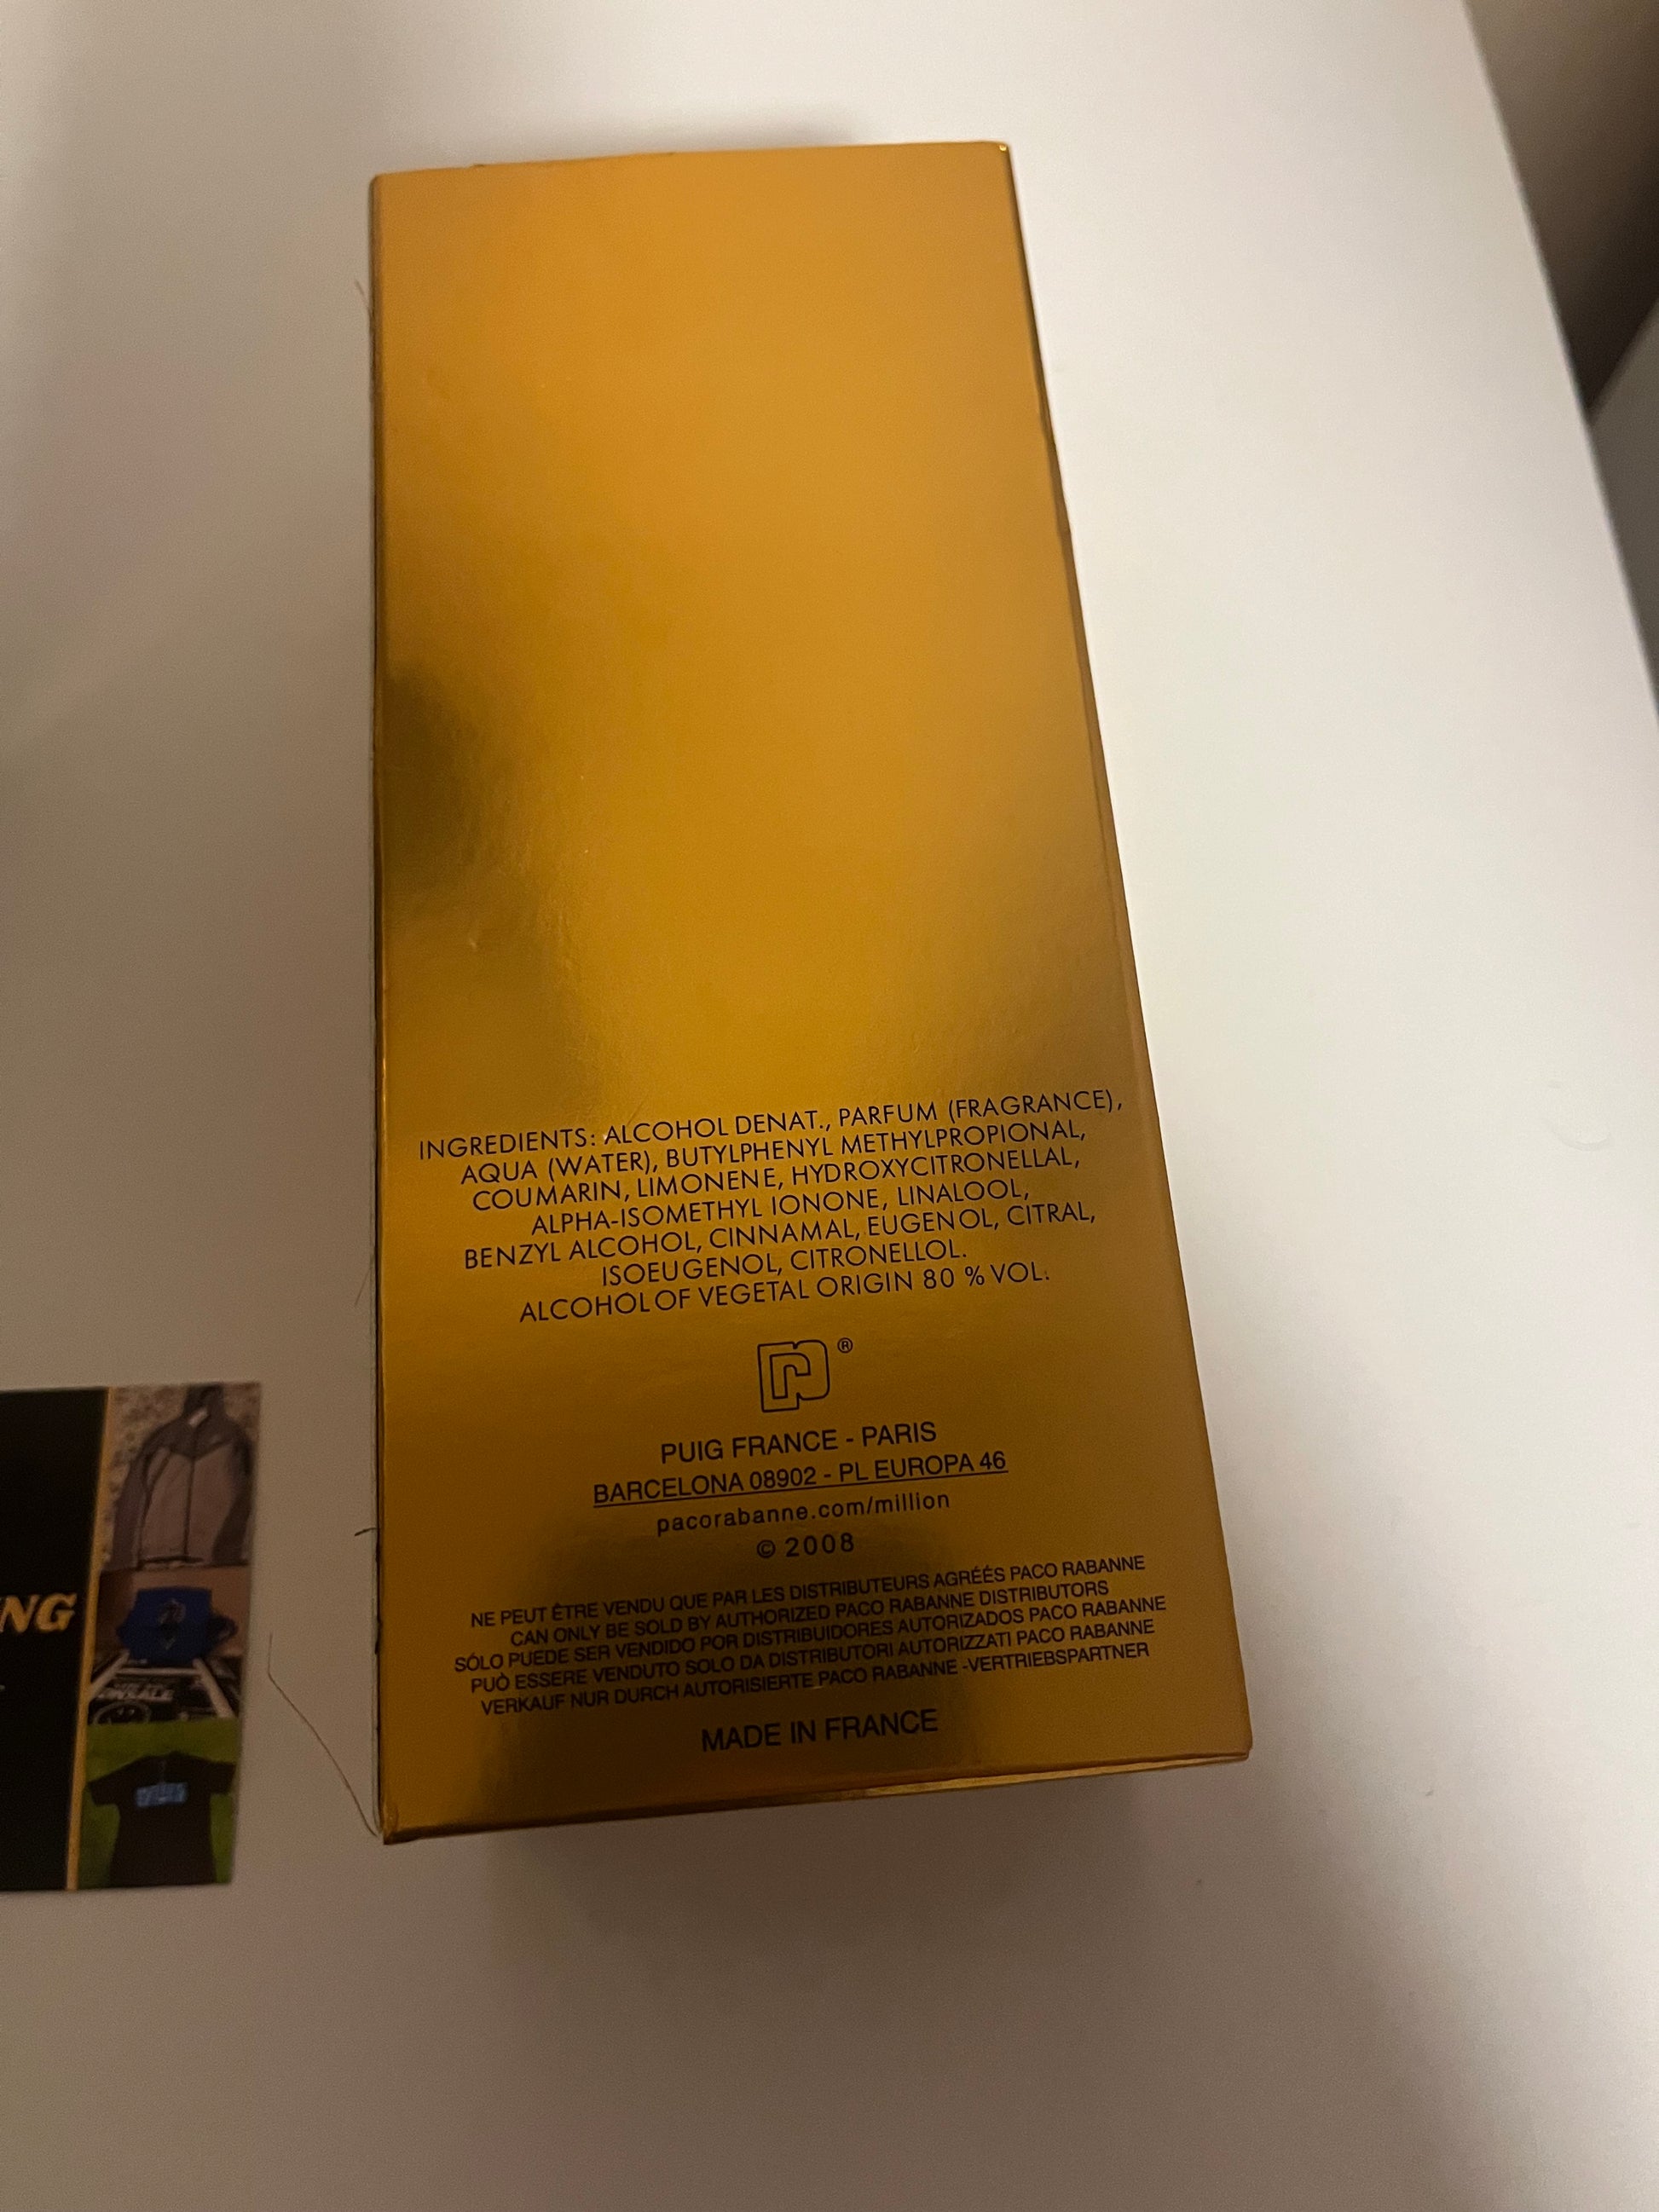 INGREDIENTS: ALCOHOL DENAT., PARFUM (FRAGRANCE),
AQUA (WATER), BUTYLPHENYL METHYLPROPIONAL,
COUMARIN, LIMONENE, HYDROXYCITRONELLAL,
ALPHA-ISOMETHYL IONONE, LINALOOL,
BENZYL ALCOHOL, CINNAMAL, EUGENOL, CITRAL,
ISOEUGENOL, CITRONELLOL.
ALCOHOL OF VEGETAL ORIGIN 80 % VOL.
®
PUIG FRANCE - PARIS
BARCELONA 08902 - PL EUROPA 46
pacorabanne.com/million
© 2008
NE PEUT ÊTRE VENDU QUE PAR LES DISTRIBUTEURS AGRÉÉS PACO RABANNE
CAN ONLY BE SOLD BY AUTHORIZED PACO RABANNE DISTRIBUTORS
SÓLO PUEDE SER VENDIDO POR DISTRIBUIDORES AUTORIZADOS PACO RABANNE
PUÒ ESSERE VENDUTO SOLO DA DISTRIBUTORI AUTORIZZATI PACO RABANNE
VERKAUF NUR DURCH AUTORISIERTE PACO RABANNE -VERTRIEBSPARTNER
MADE IN FRANCE
NG